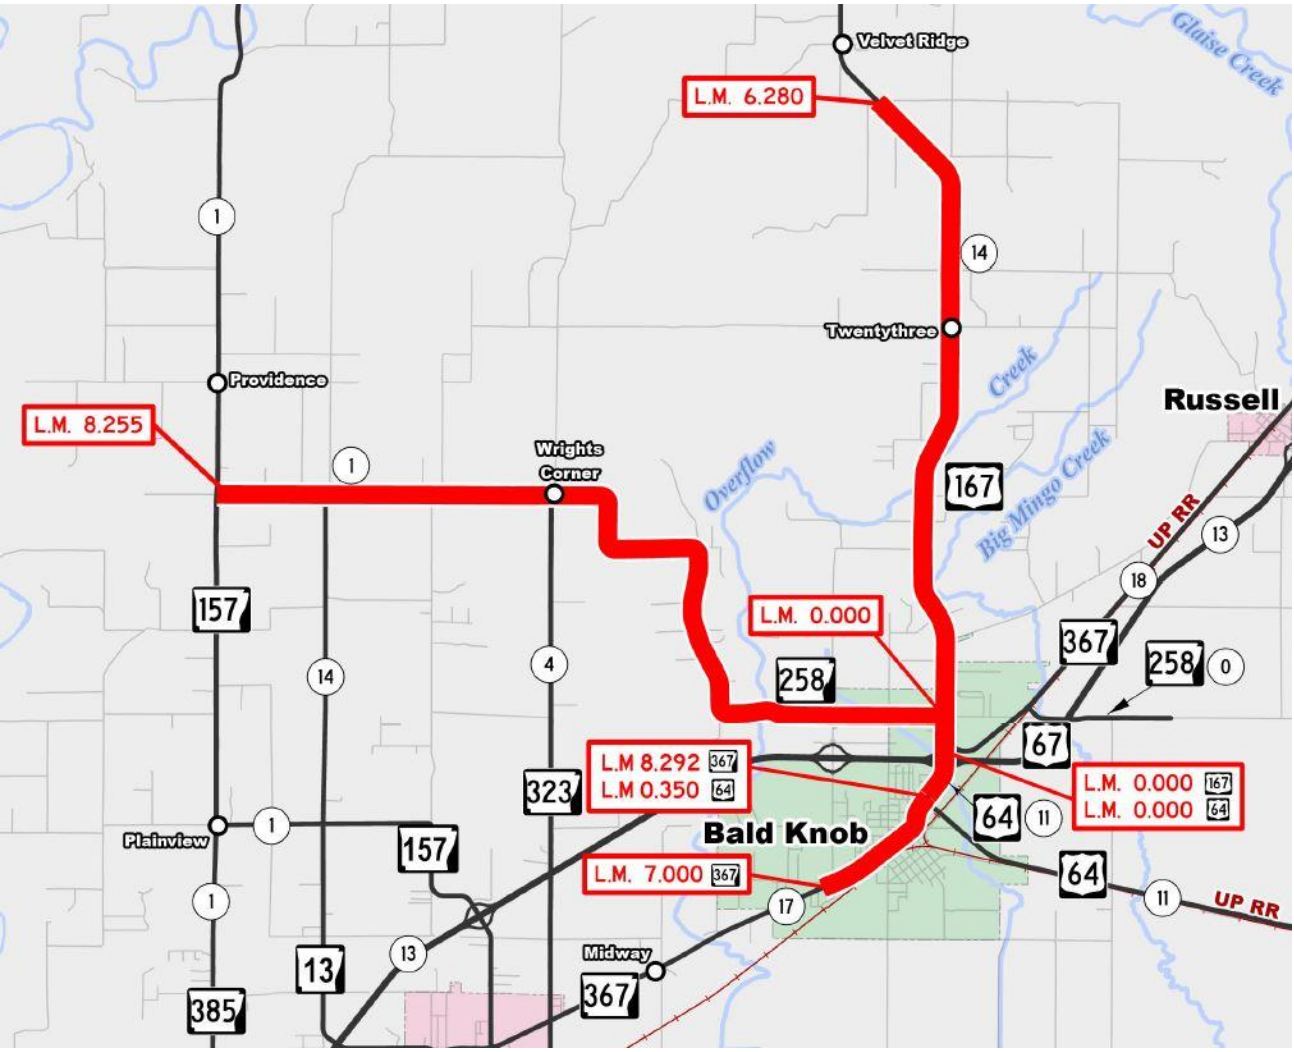 Velvet Ridge
Glaise Creek
L.M. 6.280
1
14
Twentythree
Creek
Providence
Russell
L.M. 8.255
Wrights
Corner
1
Overflow
167
Big Mingo Creek
UP RR
13
18
157
L.M. 0.000
367
258
0
4
14
258
67
L.M 8.292 367
L.M 0.350 64
L.M. 0.000 167
L.M. 0.000 64
323
64
11
Plainview
1
157
Bald Knob
L.M. 7.000 367
64
11
UP RR
1
17
13
Midway
13
367
385